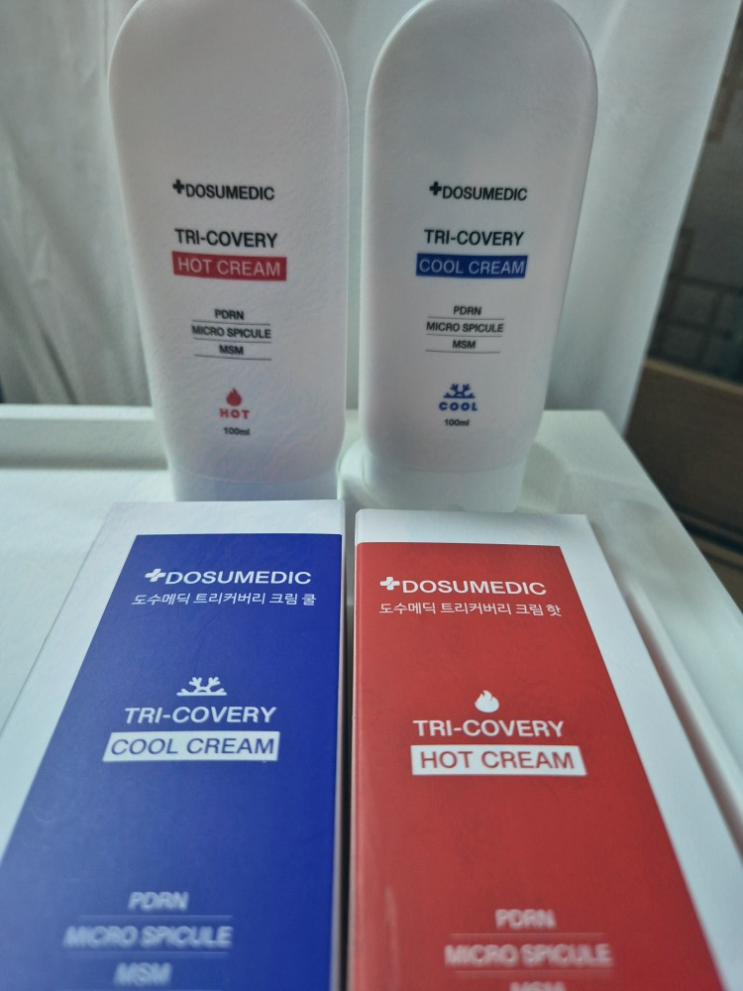 DOSUMEDIC
TRI-COVERY
HOT CREAM
PDRN
MICRO SPICULE
MSM
HOT
100ml
DOSUMEDIC
TRI-COVERY
COOL CREAM
PDRN
MICRO SPICULE
MSM
COOL
100ml
DOSUMEDIC
도수메딕 트리커버리 크림 쿨
TRI-COVERY
COOL CREAM
PDRN
MICRO SPICULE
MSM
DOSUMEDIC
도수메딕 트리커버리 크림 핫
TRI-COVERY
HOT CREAM
PDRN
MICRO SPICULE
MSM